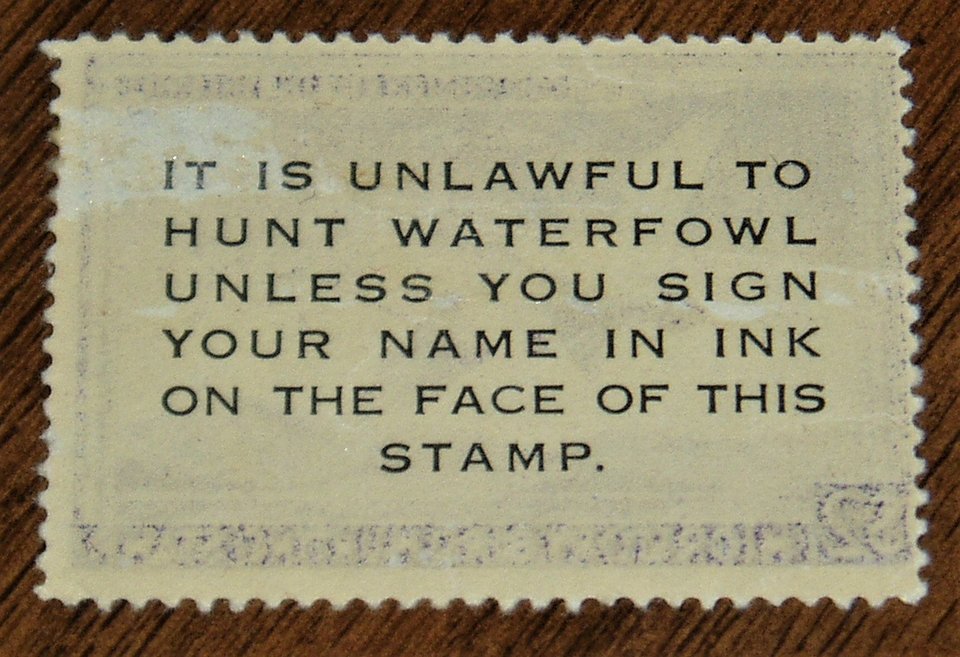 IT IS UNLAWFUL TO
HUNT WATERFOWL
UNLESS YOU SIGN
YOUR NAME IN INK
ON THE FACE OF THIS
STAMP.